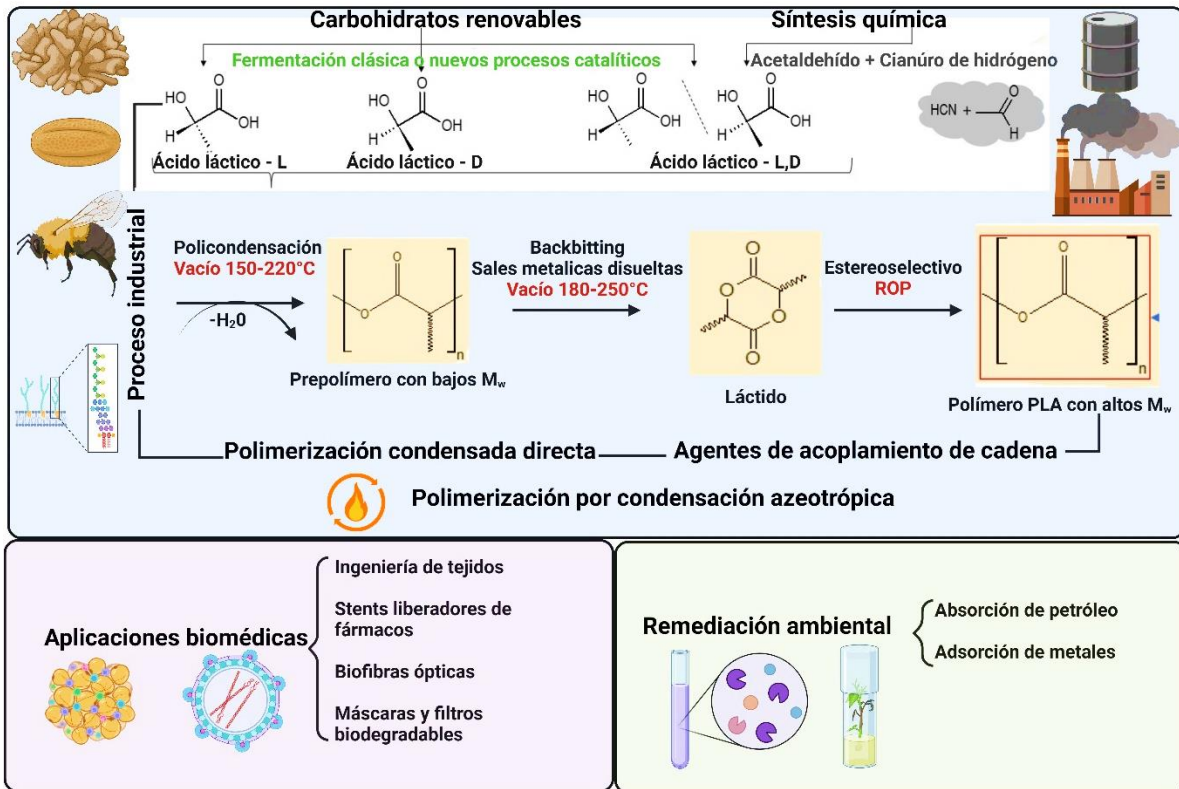 Carbohidratos renovables
Síntesis química
Fermentación clásica o nuevos procesos catalíticos
Acetaldehído + Cianúro de hidrógeno
HO
O
OH
H
HO
O
OH
H
HO
O
OH
H
HO
O
OH
H
HCN +
O
H
Ácido láctico - L
Ácido láctico - D
Ácido láctico - L,D
Proceso industrial
Policondensación
Vacío 150-220°C
-H₂0
O
O
n
Prepolímero con bajos Mw
Backbitting
Sales metalicas disueltas
Vacío 180-250°C
O
O
O
O
Láctido
Estereoselectivo
ROP
O
O
n
Polímero PLA con altos Mw
Polimerización condensada directa
Agentes de acoplamiento de cadena
Polimerización por condensación azeotrópica
Aplicaciones biomédicas
Ingeniería de tejidos
Stents liberadores de
fármacos
Biofibras ópticas
Máscaras y filtros
biodegradables
Remediación ambiental
Absorción de petróleo
Adsorción de metales